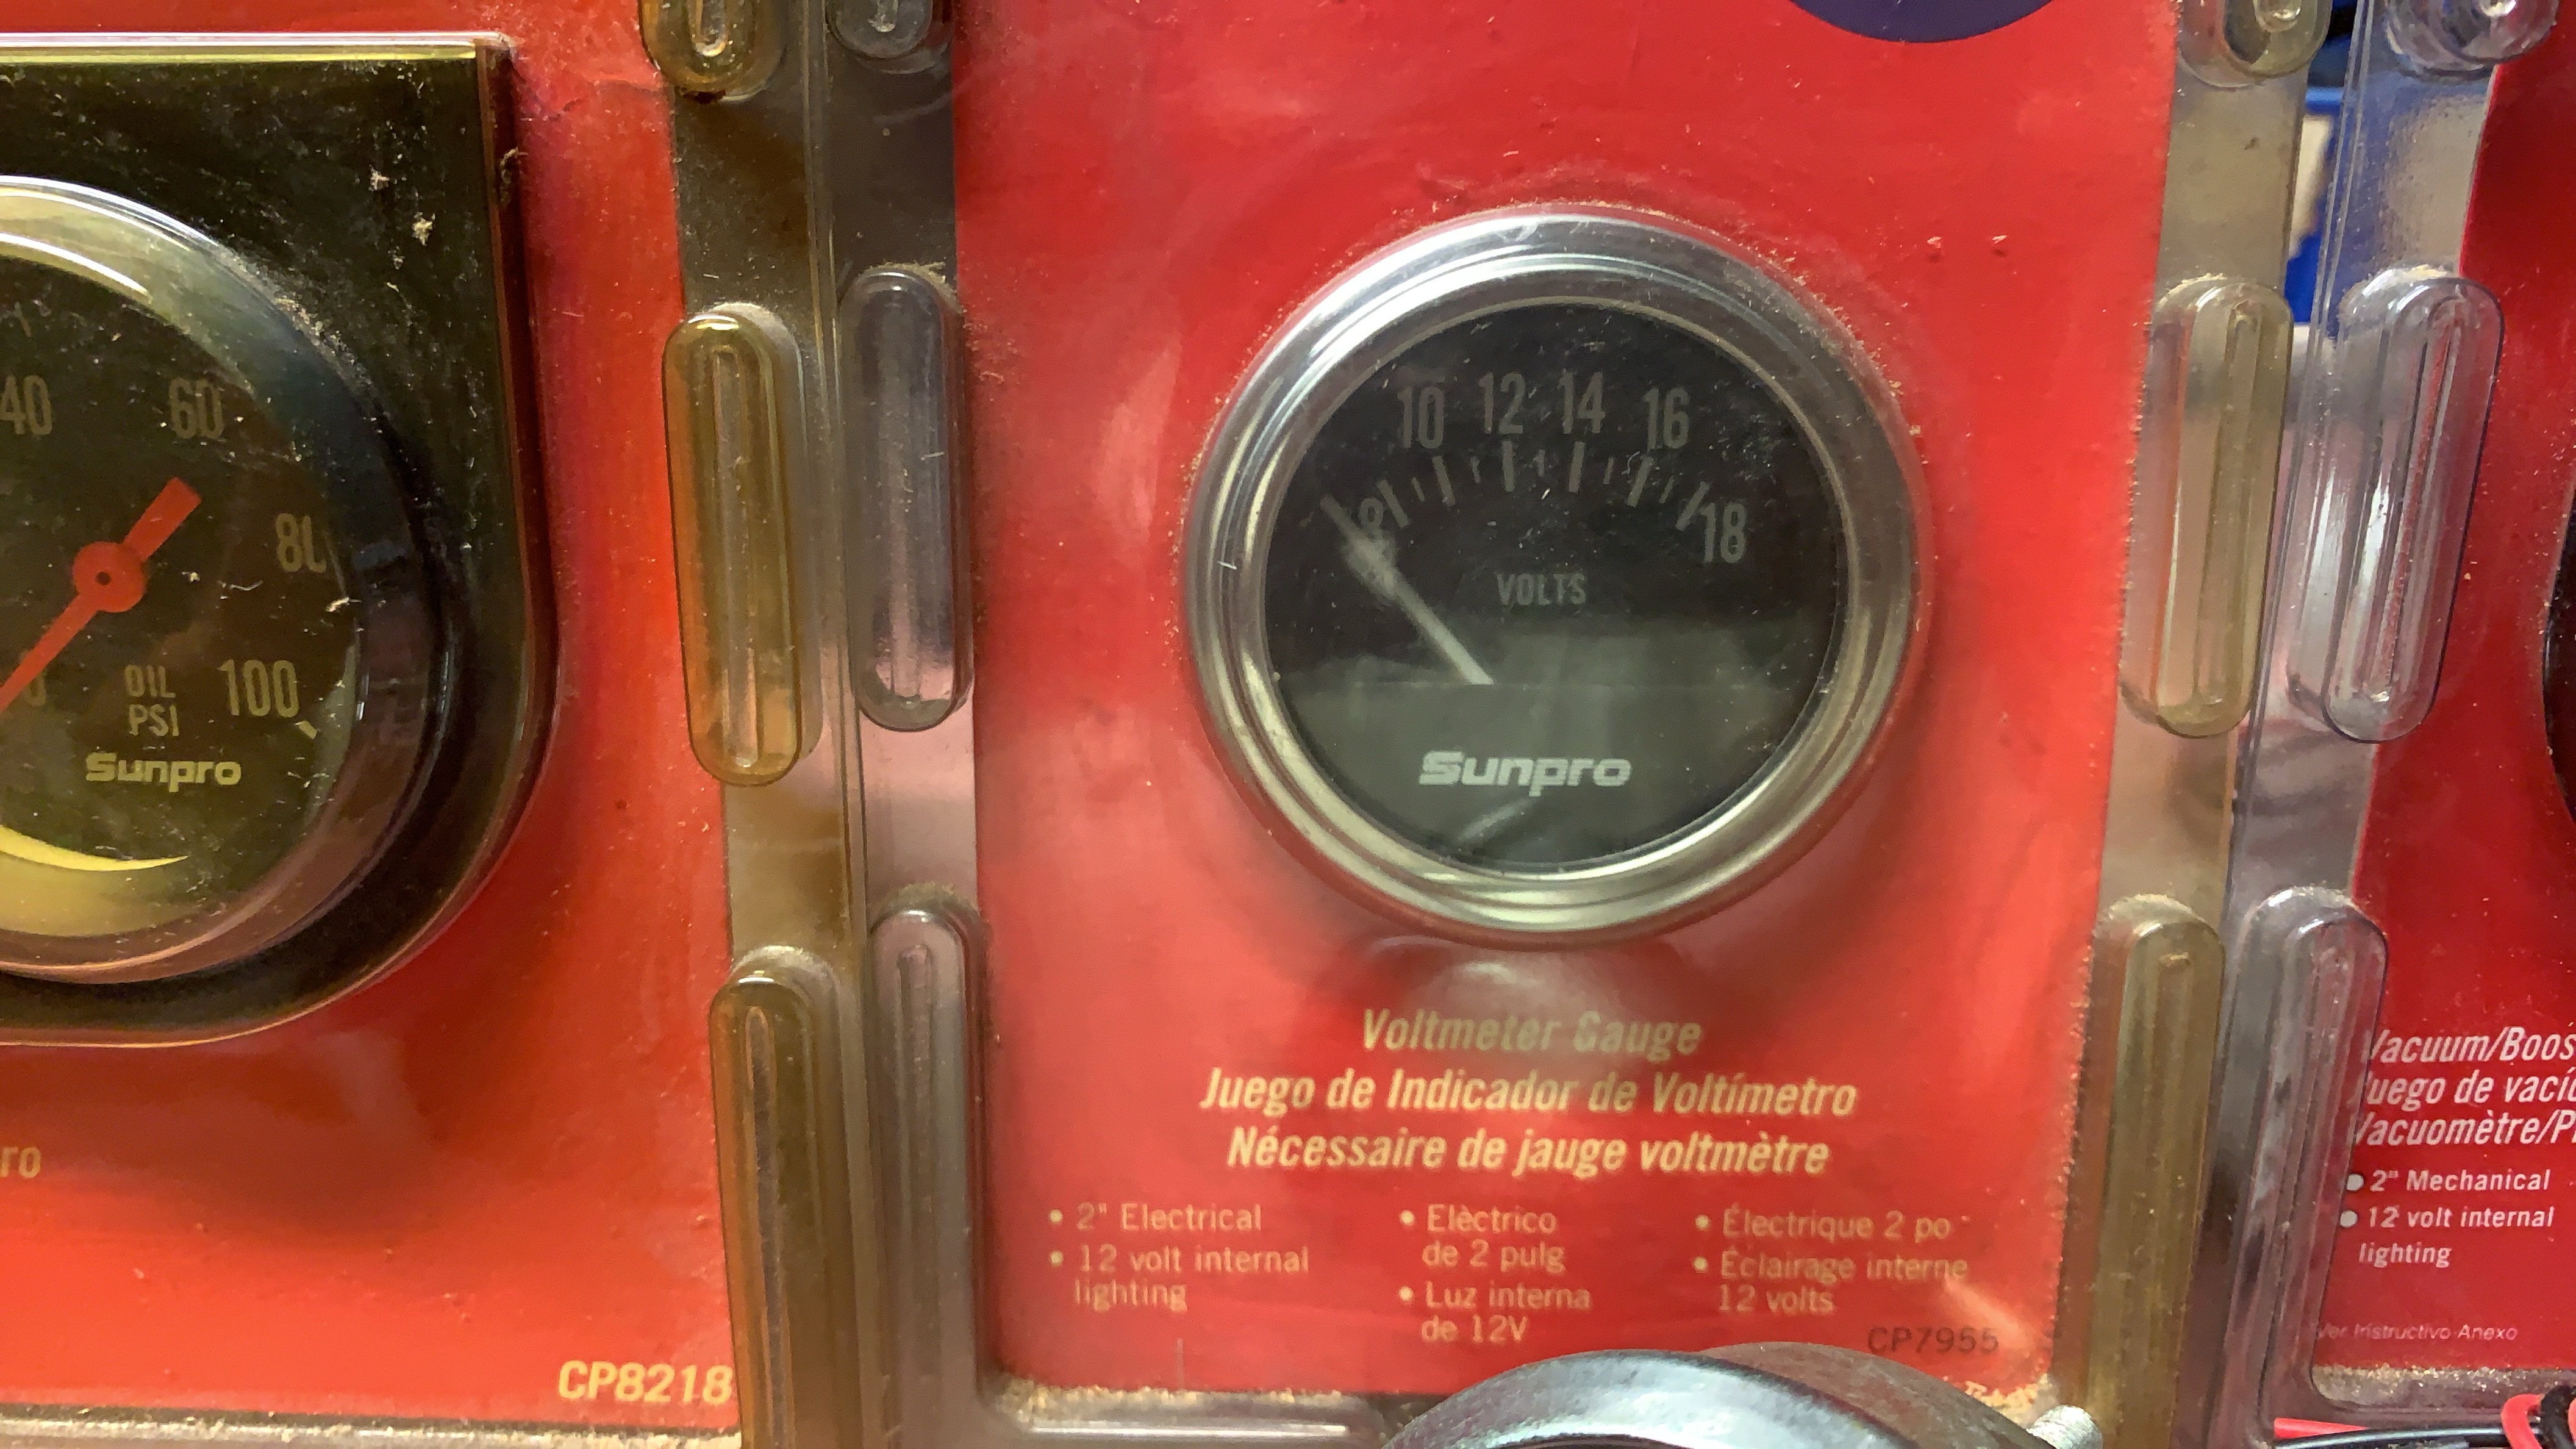 40
60
80
100
OIL
PSI
Sunpro
ro
CP8218
8
10
12
14
16
18
VOLTS
Sunpro
Voltmeter Gauge
Juego de Indicador de Voltímetro
Nécessaire de jauge voltmètre
• 2" Electrical
• 12 volt internal
lighting
• Elèctrico
de 2 pulg
• Luz interna
de 12V
• Électrique 2 po
• Éclairage interne
12 volts
CP7955
Vacuum/Boos
Juego de vací
Vacuomètre/P
• 2" Mechanical
• 12 volt internal
lighting
Ver Instructivo Anexo